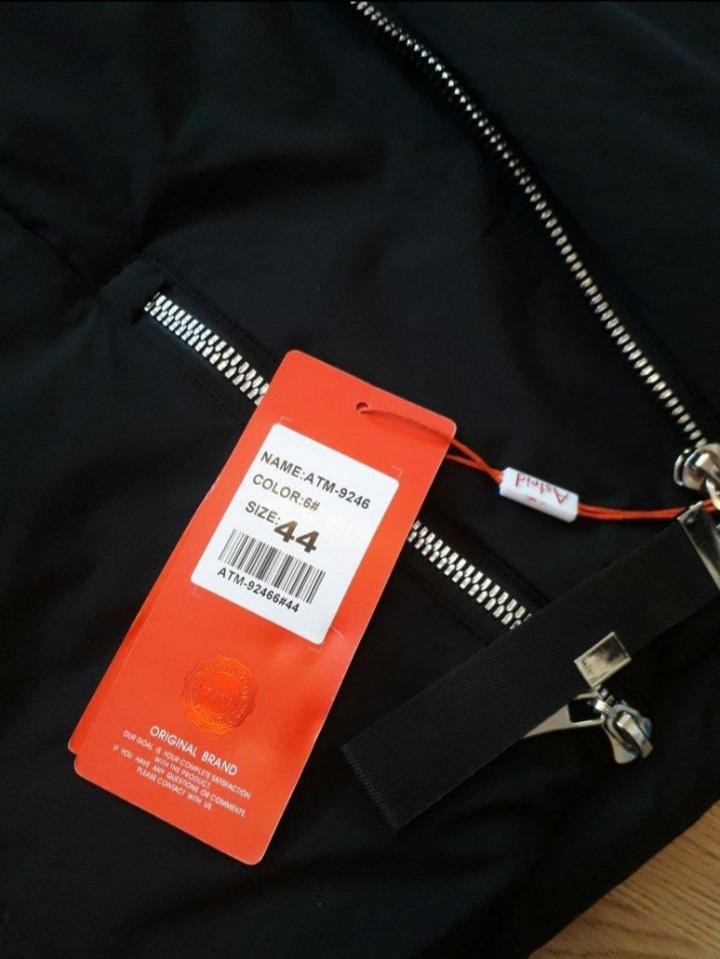 NAME:ATM-9246
COLOR:6#
SIZE:44
ATM-92466#44
Astrid
ORIGINAL BRAND
OUR GOAL IS YOUR COMPLETE SATISFACTION
WITH THE PRODUCT.
IF YOU HAVE ANY QUESTIONS OR COMMENTS.
PLEASE CONTACT WITH US.